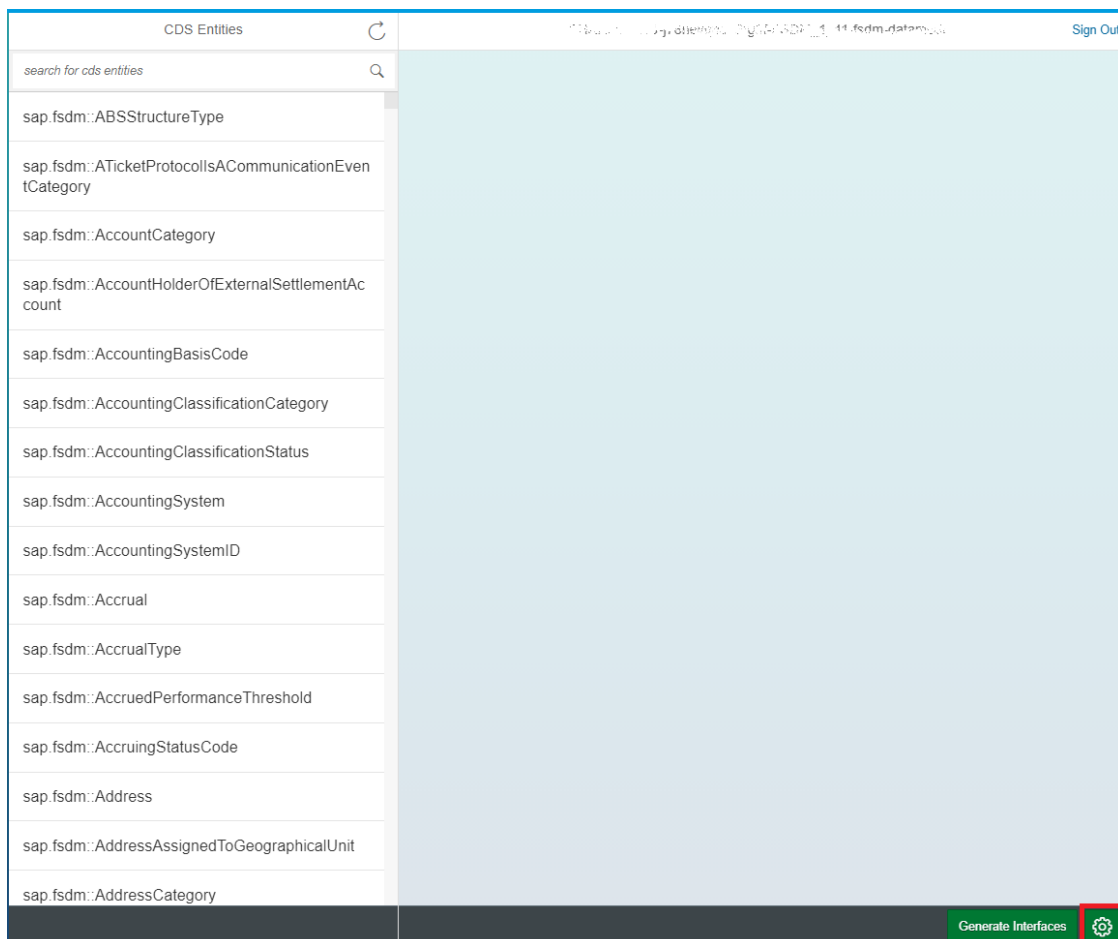 CDS Entities
Sign Out
search for cds entities
sap.fsdm::ABSStructureType
sap.fsdm::ATicketProtocolIsACommunicationEven
tCategory
sap.fsdm::AccountCategory
sap.fsdm::AccountHolderOfExternalSettlementAc
count
sap.fsdm::AccountingBasisCode
sap.fsdm::AccountingClassificationCategory
sap.fsdm::AccountingClassificationStatus
sap.fsdm::AccountingSystem
sap.fsdm::AccountingSystemID
sap.fsdm::Accrual
sap.fsdm::AccrualType
sap.fsdm::AccruedPerformanceThreshold
sap.fsdm::AccruingStatusCode
sap.fsdm::Address
sap.fsdm::AddressAssignedToGeographicalUnit
sap.fsdm::AddressCategory
Generate Interfaces